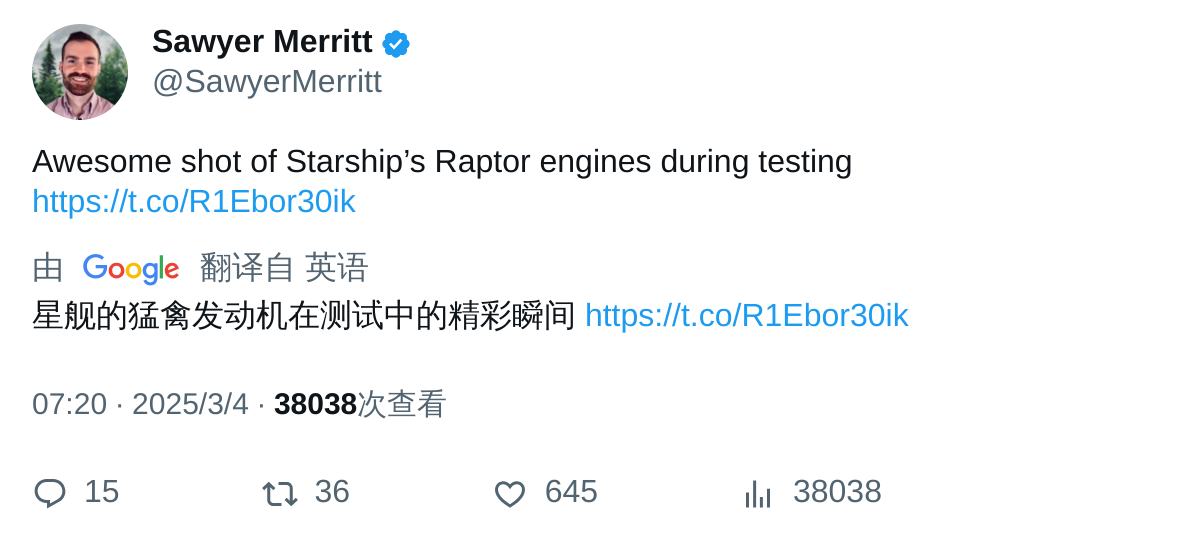 Sawyer Merritt
@SawyerMerritt
Awesome shot of Starship’s Raptor engines during testing
https://t.co/R1Ebor30ik
由 Google 翻译自 英语
星舰的猛禽发动机在测试中的精彩瞬间 https://t.co/R1Ebor30ik
07:20 · 2025/3/4 · 38038次查看
15 36 645 38038